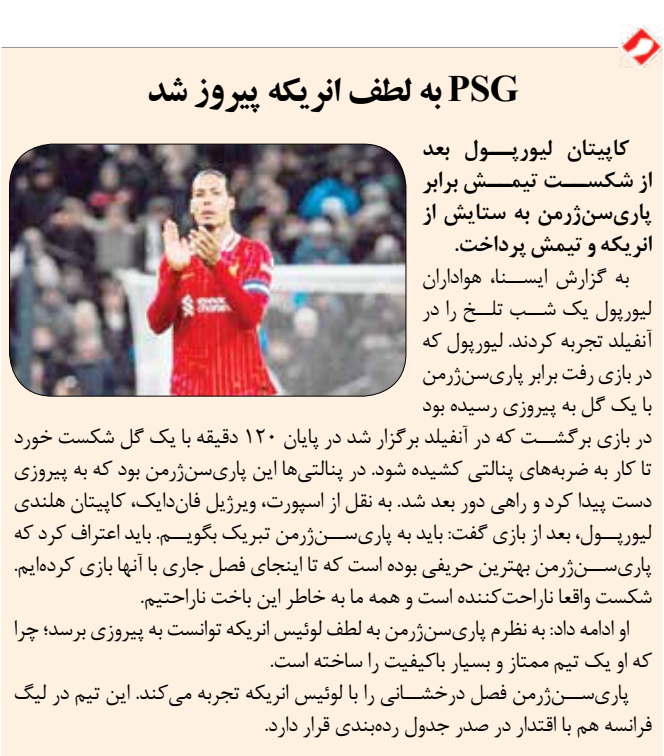 PSG به لطف انریکه پیروز شد
کاپیتان لیورپول بعد
از شکست تیمش برابر
پاری‌سن‌ژرمن به ستایش از
انریکه و تیمش پرداخت.
به گزارش ایسنا، هواداران
لیورپول یک شب تلخ را در
آنفیلد تجربه کردند. لیورپول که
در بازی رفت برابر پاری‌سن‌ژرمن
با یک گل به پیروزی رسیده بود
در بازی برگشت که در آنفیلد برگزار شد در پایان ۱۲۰ دقیقه با یک گل شکست خورد
تا کار به ضربه‌های پنالتی کشیده شود. در پنالتی‌ها این پاری‌سن‌ژرمن بود که به پیروزی
دست پیدا کرد و راهی دور بعد شد. به نقل از اسپورت، ویرژیل فان‌دایک، کاپیتان هلندی
لیورپول، بعد از بازی گفت: باید به پاری‌سن‌ژرمن تبریک بگویم. باید اعتراف کرد که
پاری‌سن‌ژرمن بهترین حریفی بوده است که تا اینجای فصل جاری با آنها بازی کرده‌ایم.
شکست واقعا ناراحت‌کننده است و همه ما به خاطر این باخت ناراحتیم.
او ادامه داد: به نظرم پاری‌سن‌ژرمن به لطف لوئیس انریکه توانست به پیروزی برسد؛ چرا
که او یک تیم ممتاز و بسیار باکیفیت را ساخته است.
پاری‌سن‌ژرمن فصل درخشانی را با لوئیس انریکه تجربه می‌کند. این تیم در لیگ
فرانسه هم با اقتدار در صدر جدول رده‌بندی قرار دارد.